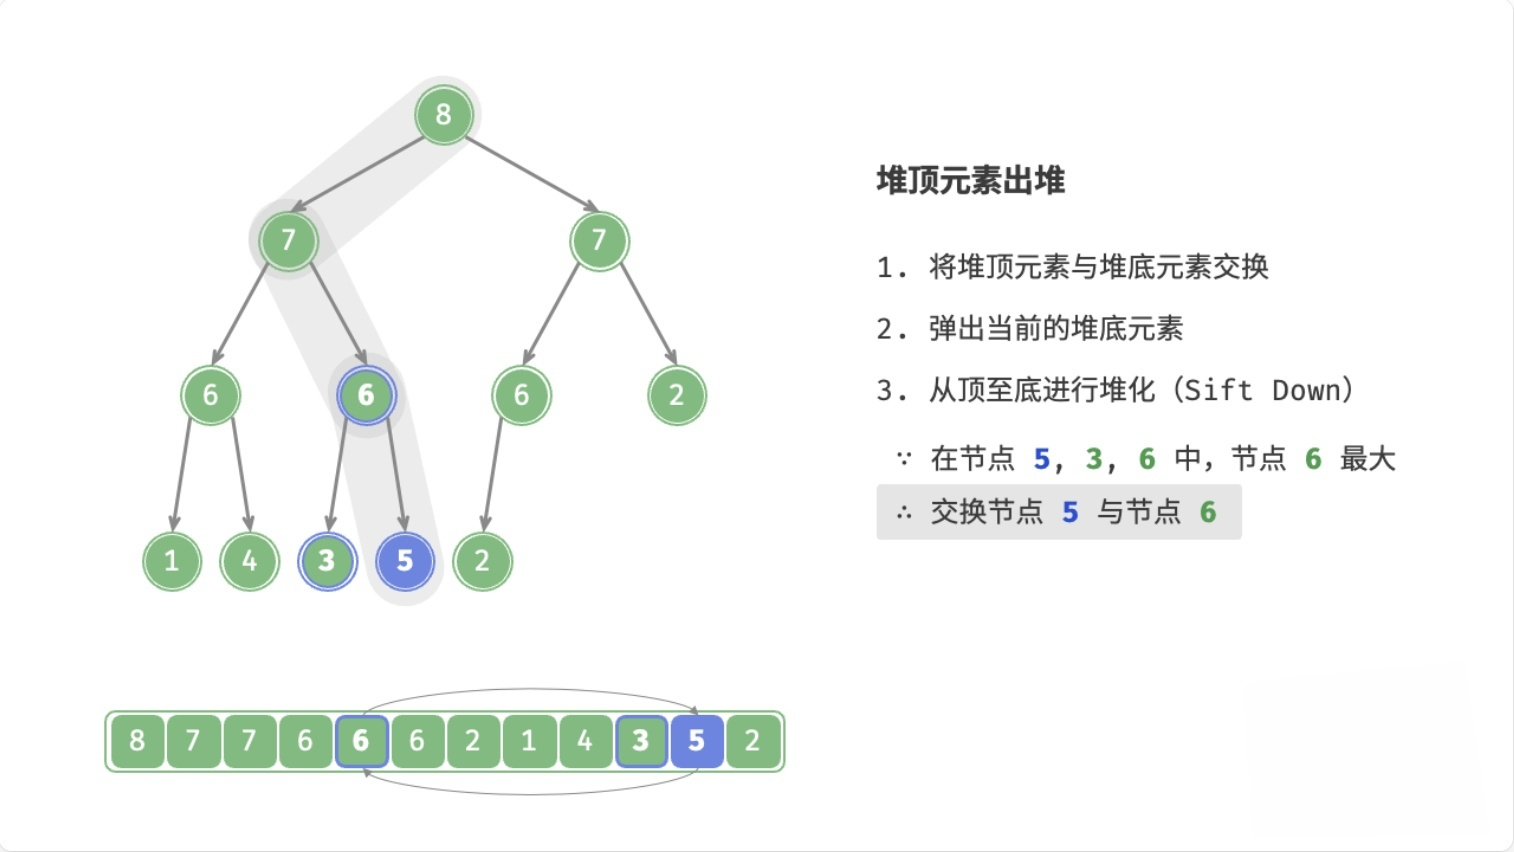 8
堆顶元素出堆
7 7
1. 将堆顶元素与堆底元素交换
2. 弹出当前的堆底元素
6 6 6 2
3. 从顶至底进行堆化（Sift Down）
∵ 在节点 5, 3, 6 中，节点 6 最大
∴ 交换节点 5 与节点 6
1 4 3 5 2
8 7 7 6 6 6 2 1 4 3 5 2